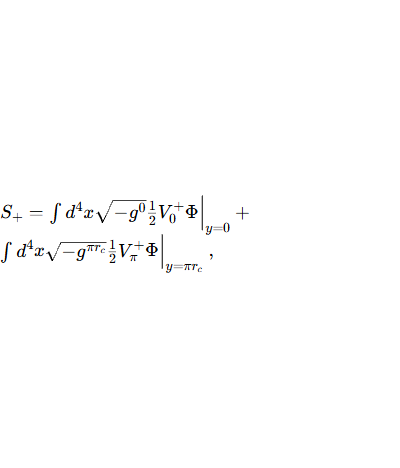 $S_+ = \int d^4x \sqrt{-g^0} \frac{1}{2} V_0^+ \Phi \Big|_{y=0} +$
$\int d^4x \sqrt{-g^{\pi r_c}} \frac{1}{2} V_\pi^+ \Phi \Big|_{y=\pi r_c} ,$